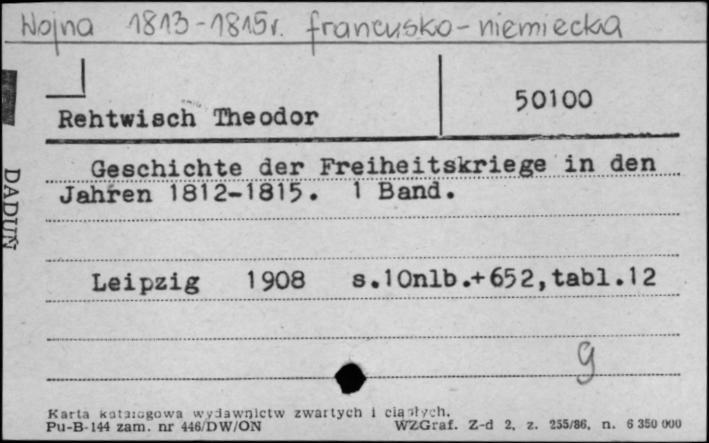 Wojna 1813-1815r. francusko-niemiecka
50100
Rehtwisch Theodor
Geschichte der Freiheitskriege in den
Jahren 1812-1815. 1 Band.
DADUŃ
Leipzig 1908 s.10nlb.+652,tabl.12
g
Karta katalogowa wydawnictw zwartych i ciągłych.
Pu-B-144 zam. nr 446/DW/ON WZGraf. Z-d 2, z. 255/86, n. 6 350 000